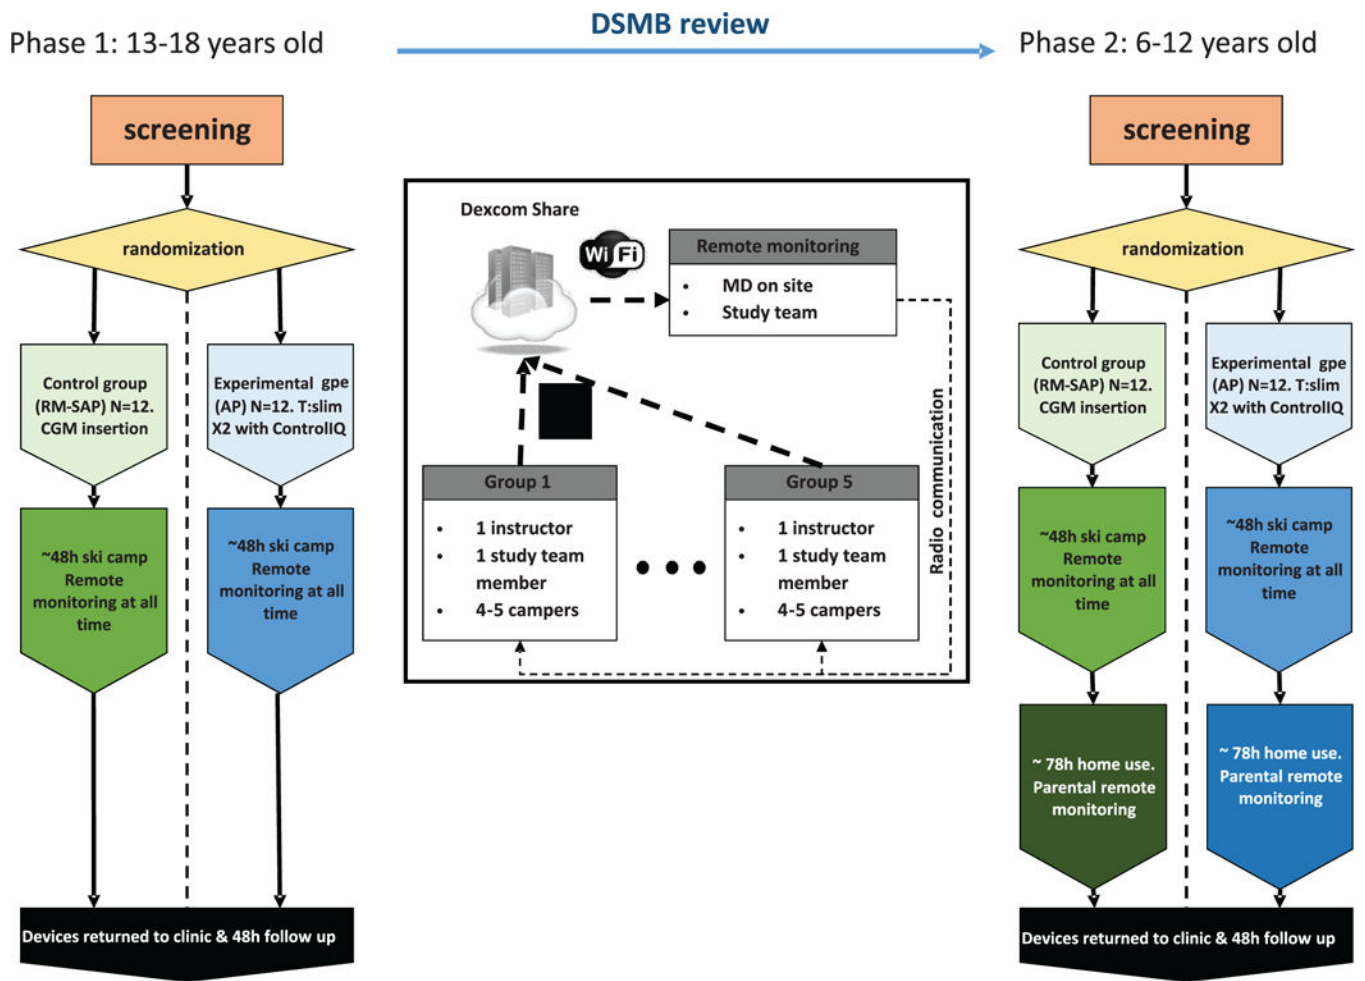 DSMB review
Phase 1: 13-18 years old
Phase 2: 6-12 years old
screening
randomization
Control group
(RM-SAP) N=12.
CGM insertion
Experimental gpe
(AP) N=12. T:slim
X2 with ControlIQ
~48h ski camp
Remote
monitoring at all
time
~48h ski camp
Remote
monitoring at all
time
Devices returned to clinic & 48h follow up
Dexcom Share
WiFi
Remote monitoring
• MD on site
• Study team
Radio communication
Group 1
• 1 instructor
• 1 study team
member
• 4-5 campers
Group 5
• 1 instructor
• 1 study team
member
• 4-5 campers
screening
randomization
Control group
(RM-SAP) N=12.
CGM insertion
Experimental gpe
(AP) N=12. T:slim
X2 with ControlIQ
~48h ski camp
Remote
monitoring at all
time
~48h ski camp
Remote
monitoring at all
time
~ 78h home use.
Parental remote
monitoring
~ 78h home use.
Parental remote
monitoring
Devices returned to clinic & 48h follow up